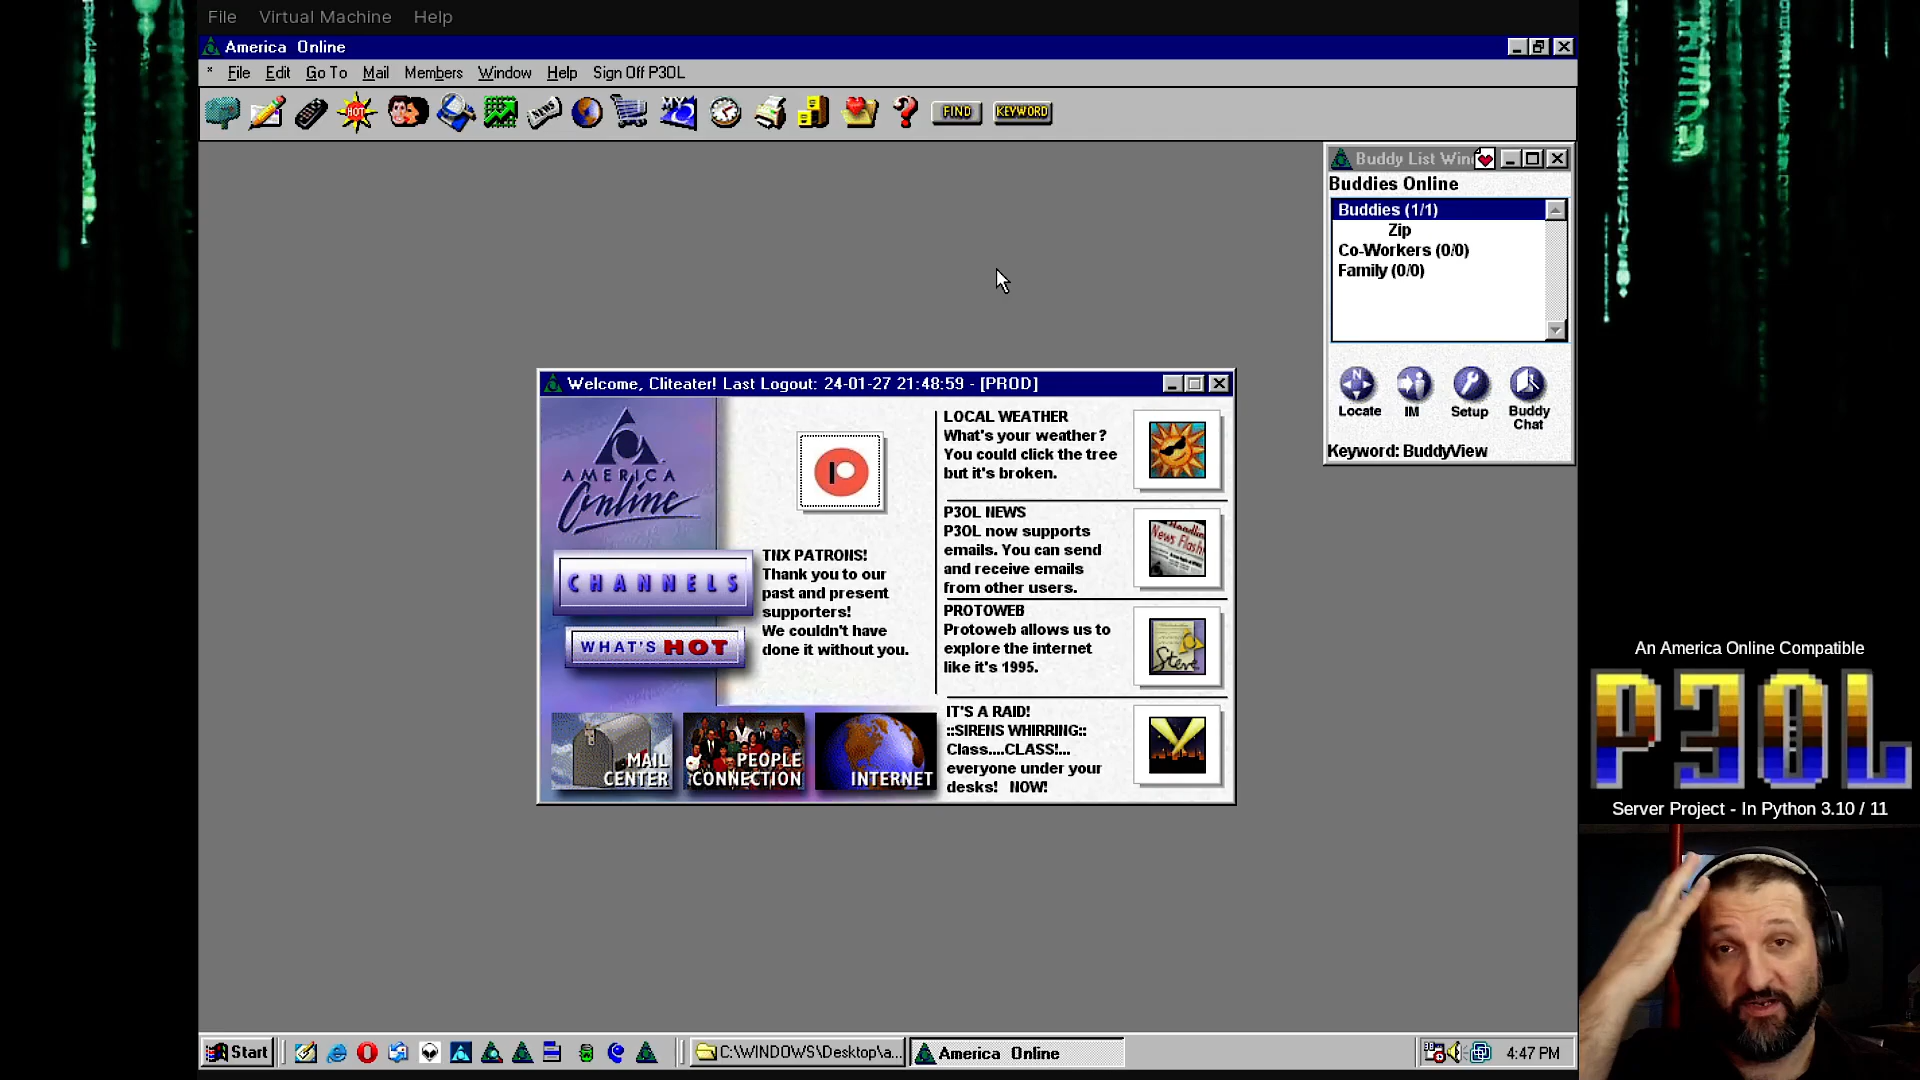 File Virtual Machine Help
America Online
* File Edit Go To Mail Members Window Help Sign Off P3OL
HOT
MY
FIND
KEYWORD
Buddy List Win
Buddies Online
Buddies (1/1)
Zip
Co-Workers (0/0)
Family (0/0)
N
Locate
IM
Setup
Buddy
Chat
Keyword: BuddyView
Welcome, Cliteater! Last Logout: 24-01-27 21:48:59 - [PROD]
AMERICA
Online
CHANNELS
WHAT'S HOT
TNX PATRONS!
Thank you to our
past and present
supporters!
We couldn't have
done it without you.
MAIL
CENTER
PEOPLE
CONNECTION
INTERNET
LOCAL WEATHER
What's your weather?
You could click the tree
but it's broken.
P3OL NEWS
P3OL now supports
emails. You can send
and receive emails
from other users.
News Flash
PROTOWEB
Protoweb allows us to
explore the internet
like it's 1995.
Steve
IT'S A RAID!
::SIRENS WHIRRING::
Class....CLASS!...
everyone under your
desks! NOW!
An America Online Compatible
P3OL
Server Project - In Python 3.10 / 11
Start
C:\WINDOWS\Desktop\a...
America Online
4:47 PM